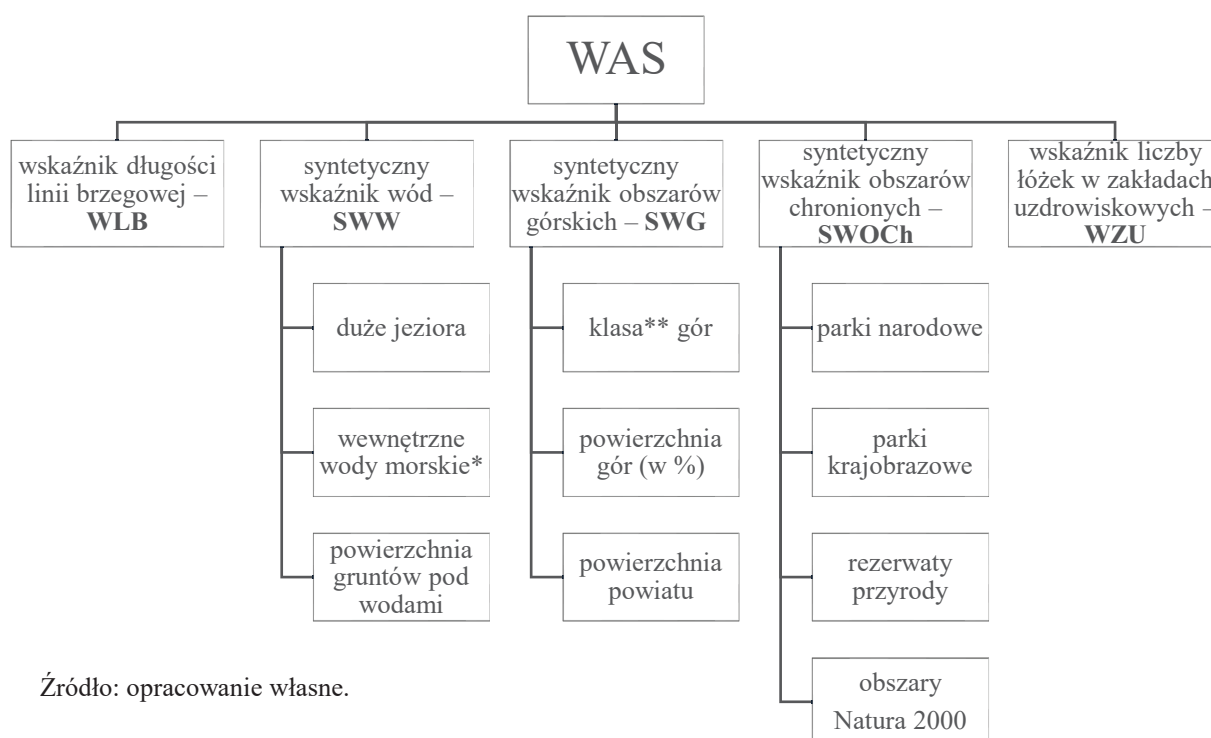 WAS
wskaźnik długości
linii brzegowej –
WLB
syntetyczny
wskaźnik wód –
SWW
syntetyczny
wskaźnik obszarów
górskich – SWG
syntetyczny
wskaźnik obszarów
chronionych –
SWOCh
wskaźnik liczby
łóżek w zakładach
uzdrowiskowych –
WZU
duże jeziora
wewnętrzne
wody morskie*
powierzchnia
gruntów pod
wodami
klasa** gór
powierzchnia
gór (w %)
powierzchnia
powiatu
parki narodowe
parki
krajobrazowe
rezerwaty
przyrody
obszary
Natura 2000
Źródło: opracowanie własne.